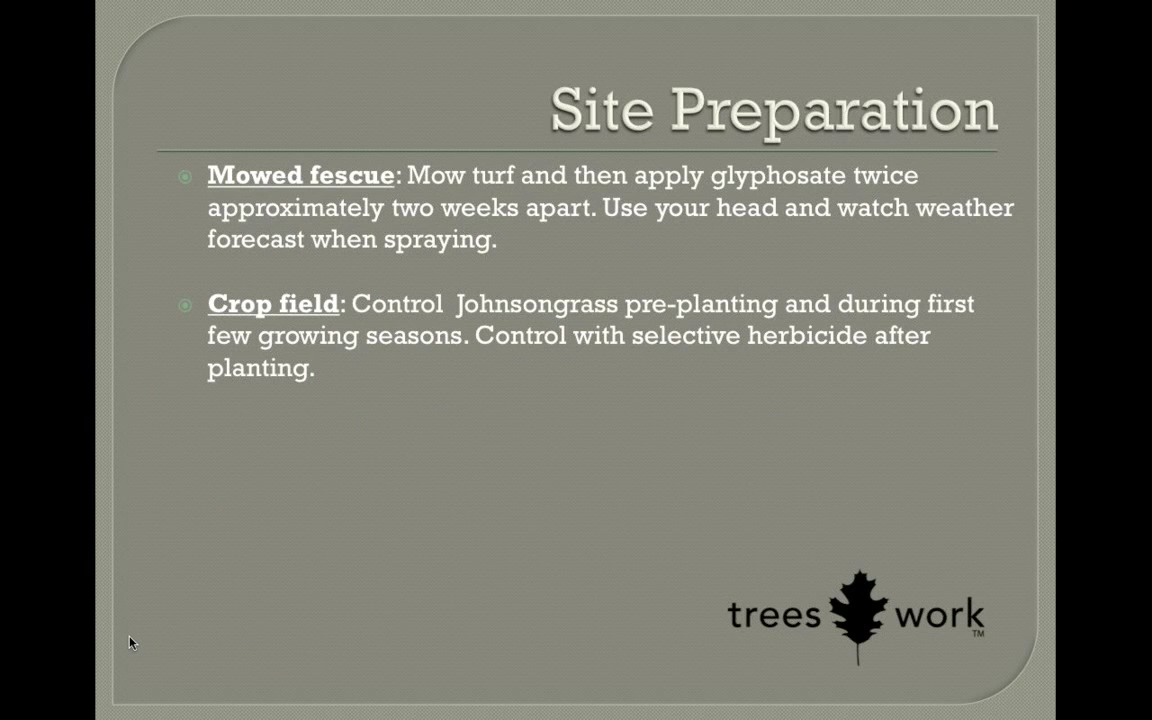 Site Preparation
Mowed fescue: Mow turf and then apply glyphosate twice
approximately two weeks apart. Use your head and watch weather
forecast when spraying.
Crop field: Control  Johnsongrass pre-planting and during first
few growing seasons. Control with selective herbicide after
planting.
trees work
TM